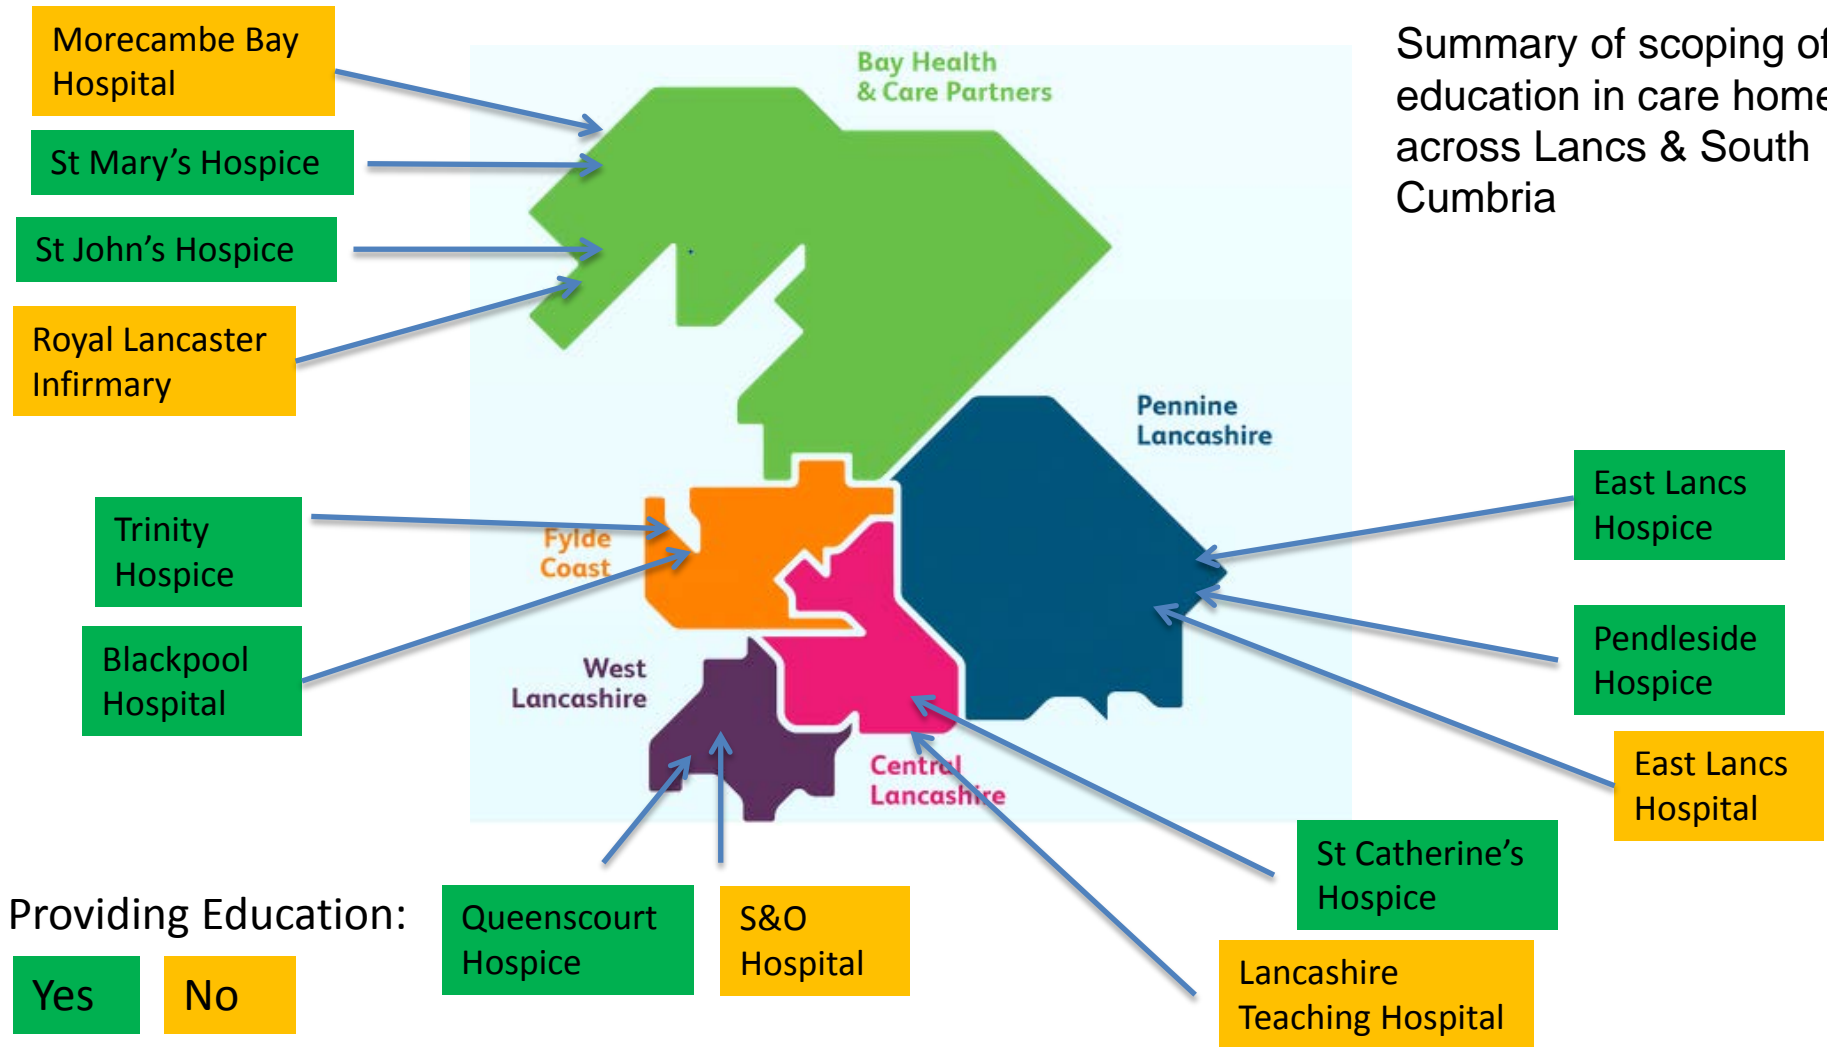 Morecambe Bay
Hospital
St Mary's Hospice
St John's Hospice
Royal Lancaster
Infirmary
Bay Health
& Care Partners
Summary of scoping of
education in care home
across Lancs & South
Cumbria
Pennine
Lancashire
East Lancs
Hospice
Trinity
Hospice
Fylde
Coast
Blackpool
Hospital
Pendleside
Hospice
West
Lancashire
East Lancs
Hospital
Central
Lancashire
St Catherine's
Hospice
Providing Education:
Yes
No
Queenscourt
Hospice
S&O
Hospital
Lancashire
Teaching Hospital